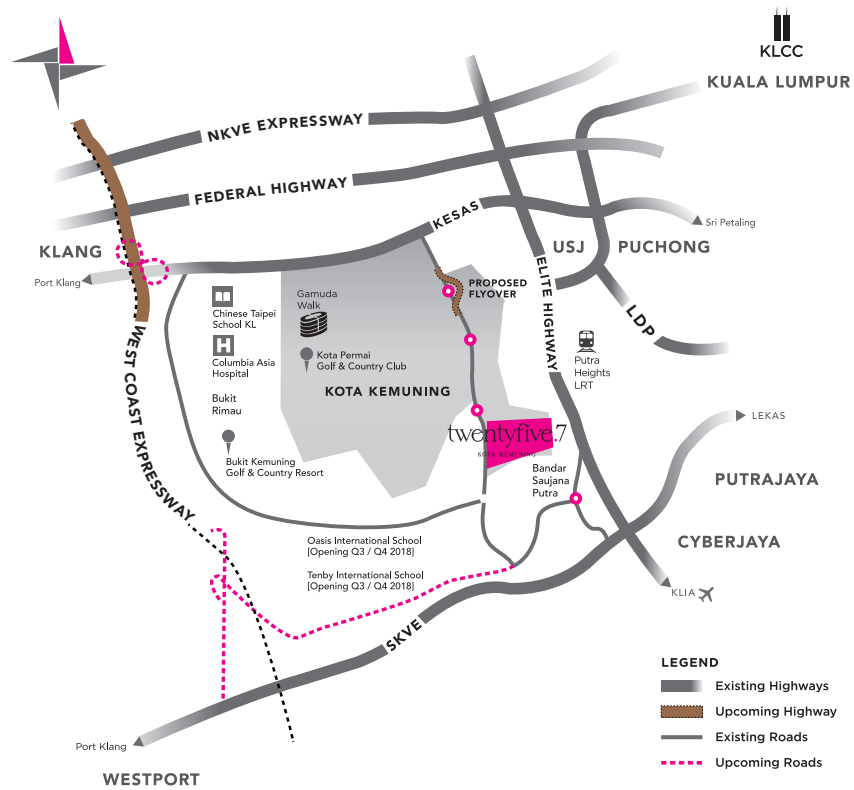 KLCC
KUALA LUMPUR
NKVE EXPRESSWAY
FEDERAL HIGHWAY
KESAS
Sri Petaling
KLANG
USJ
PUCHONG
Port Klang
ELITE HIGHWAY
PROPOSED
FLYOVER
LDP
Chinese Taipei
School KL
Gamuda
Walk
Columbia Asia
Hospital
Kota Permai
Golf & Country Club
Putra
Heights
LRT
WEST COAST EXPRESSWAY
KOTA KEMUNING
Bukit
Rimau
LEKAS
twentyfive.7
KOTA KEMUNING
Bukit Kemuning
Golf & Country Resort
Bandar
Saujana
Putra
PUTRAJAYA
Oasis International School
[Opening Q3 / Q4 2018]
CYBERJAYA
Tenby International School
[Opening Q3 / Q4 2018]
KLIA
SKVE
Port Klang
WESTPORT
LEGEND
Existing Highways
Upcoming Highway
Existing Roads
Upcoming Roads